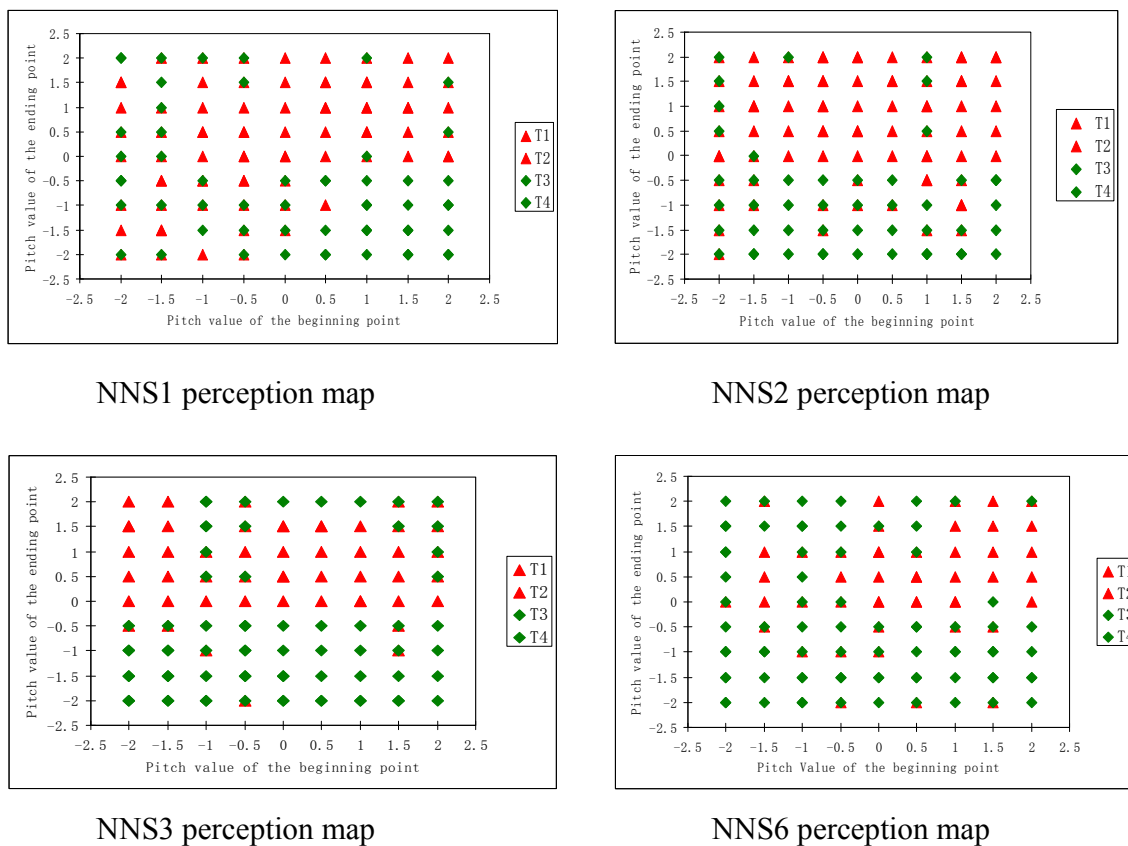 Pitch value of the ending point
2.5
2
1.5
1
0.5
0
-0.5
-1
-1.5
-2
-2.5
-2.5 -2 -1.5 -1 -0.5 0 0.5 1 1.5 2 2.5
Pitch value of the beginning point
T1
T2
T3
T4
NNS1 perception map
Pitch value of the ending point
2.5
2
1.5
1
0.5
0
-0.5
-1
-1.5
-2
-2.5
-2.5 -2 -1.5 -1 -0.5 0 0.5 1 1.5 2 2.5
Pitch value of the beginning point
T1
T2
T3
T4
NNS2 perception map
Pitch value of the ending point
2.5
2
1.5
1
0.5
0
-0.5
-1
-1.5
-2
-2.5
-2.5 -2 -1.5 -1 -0.5 0 0.5 1 1.5 2 2.5
Pitch value of the beginning point
T1
T2
T3
T4
NNS3 perception map
Pitch value of the ending point
2.5
2
1.5
1
0.5
0
-0.5
-1
-1.5
-2
-2.5
-2.5 -2 -1.5 -1 -0.5 0 0.5 1 1.5 2 2.5
Pitch Value of the beginning point
T1
T2
T3
T4
NNS6 perception map